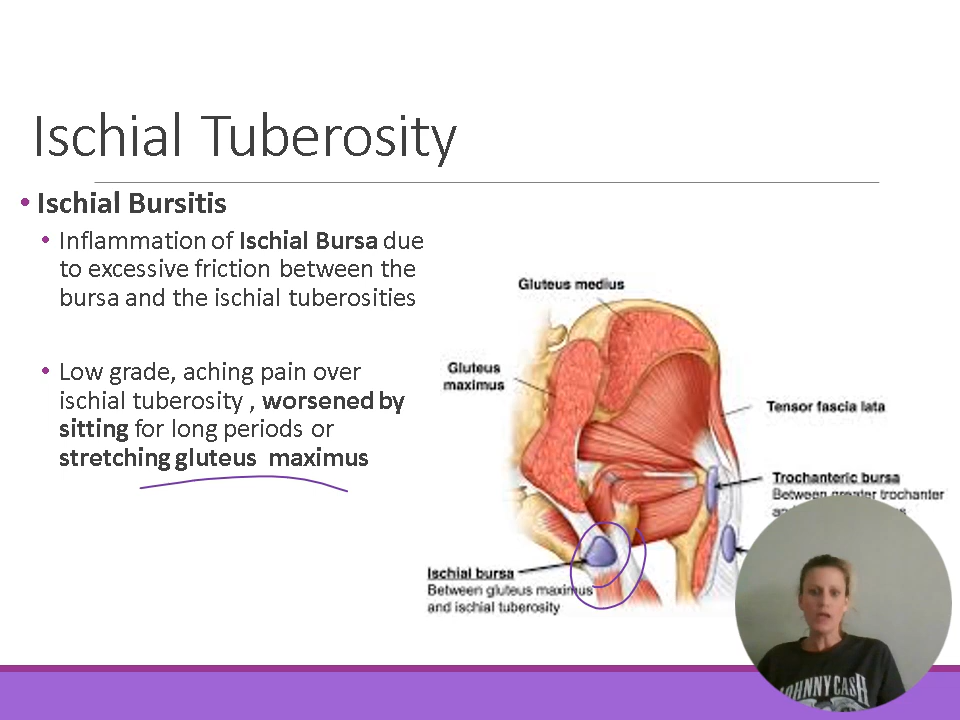 Ischial Tuberosity
• Ischial Bursitis
• Inflammation of Ischial Bursa due
to excessive friction between the
bursa and the ischial tuberosities
• Low grade, aching pain over
ischial tuberosity , worsened by
sitting for long periods or
stretching gluteus maximus
Gluteus medius
Gluteus
maximus
Tensor fascia lata
Trochanteric bursa
Between greater trochanter
Ischial bursa
Between gluteus maximus
and ischial tuberosity
JOHNNY CASH